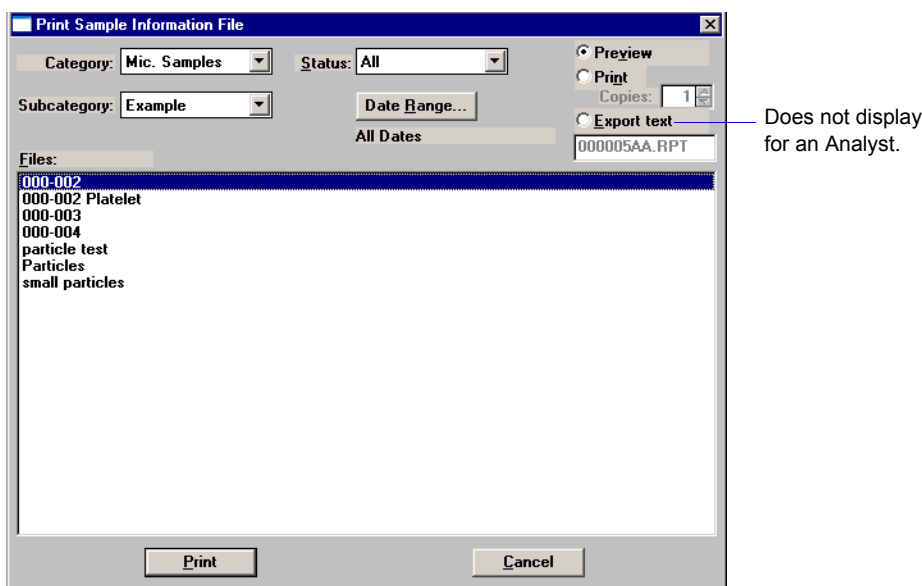 Print Sample Information File
Category: Mic. Samples
Status: All
Preview
Print
Copies: 1
Subcategory: Example
Date Range...
Export text
All Dates
000005AA.RPT
Does not display
for an Analyst.
Files:
000-002
000-002 Platelet
000-003
000-004
particle test
Particles
small particles
Print
Cancel